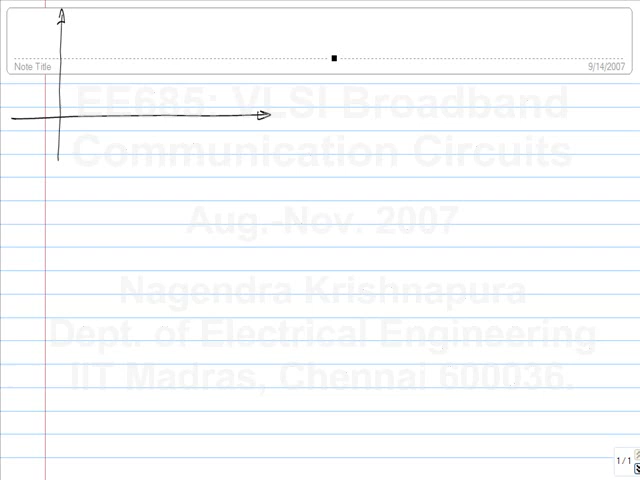 Note Title
9/14/2007
EE685: VLSI Broadband
Communication Circuits
Aug.-Nov. 2007
Nagendra Krishnapura
Dept. of Electrical Engineering
IIT Madras, Chennai 600036.
1 / 1